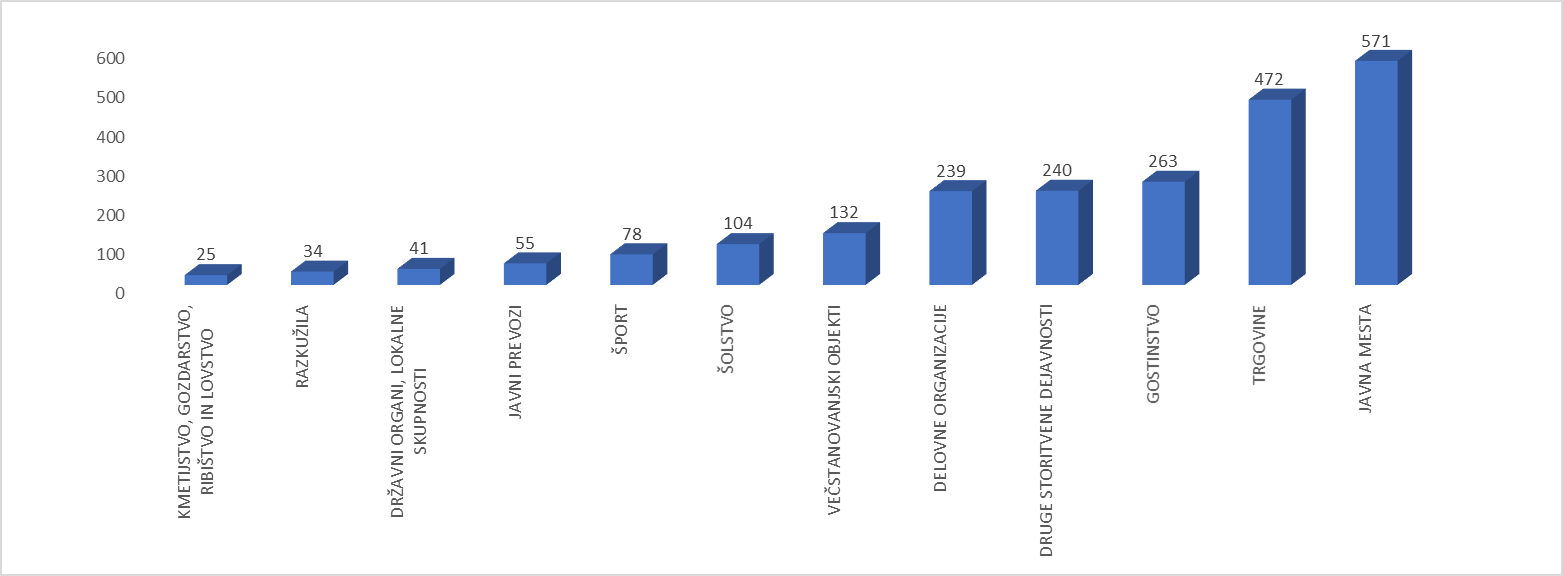 600
500
400
300
200
100
0
25
34
41
55
78
104
132
239
240
263
472
571
KMETIJSTVO, GOZDARSTVO,
RIBIŠTVO IN LOVSTVO
RAZKUŽILA
DRŽAVNI ORGANI, LOKALNE
SKUPNOSTI
JAVNI PREVOZI
ŠPORT
ŠOLSTVO
VEČSTANOVANJSKI OBJEKTI
DELOVNE ORGANIZACIJE
DRUGE STORITVENE DEJAVNOSTI
GOSTINSTVO
TRGOVINE
JAVNA MESTA